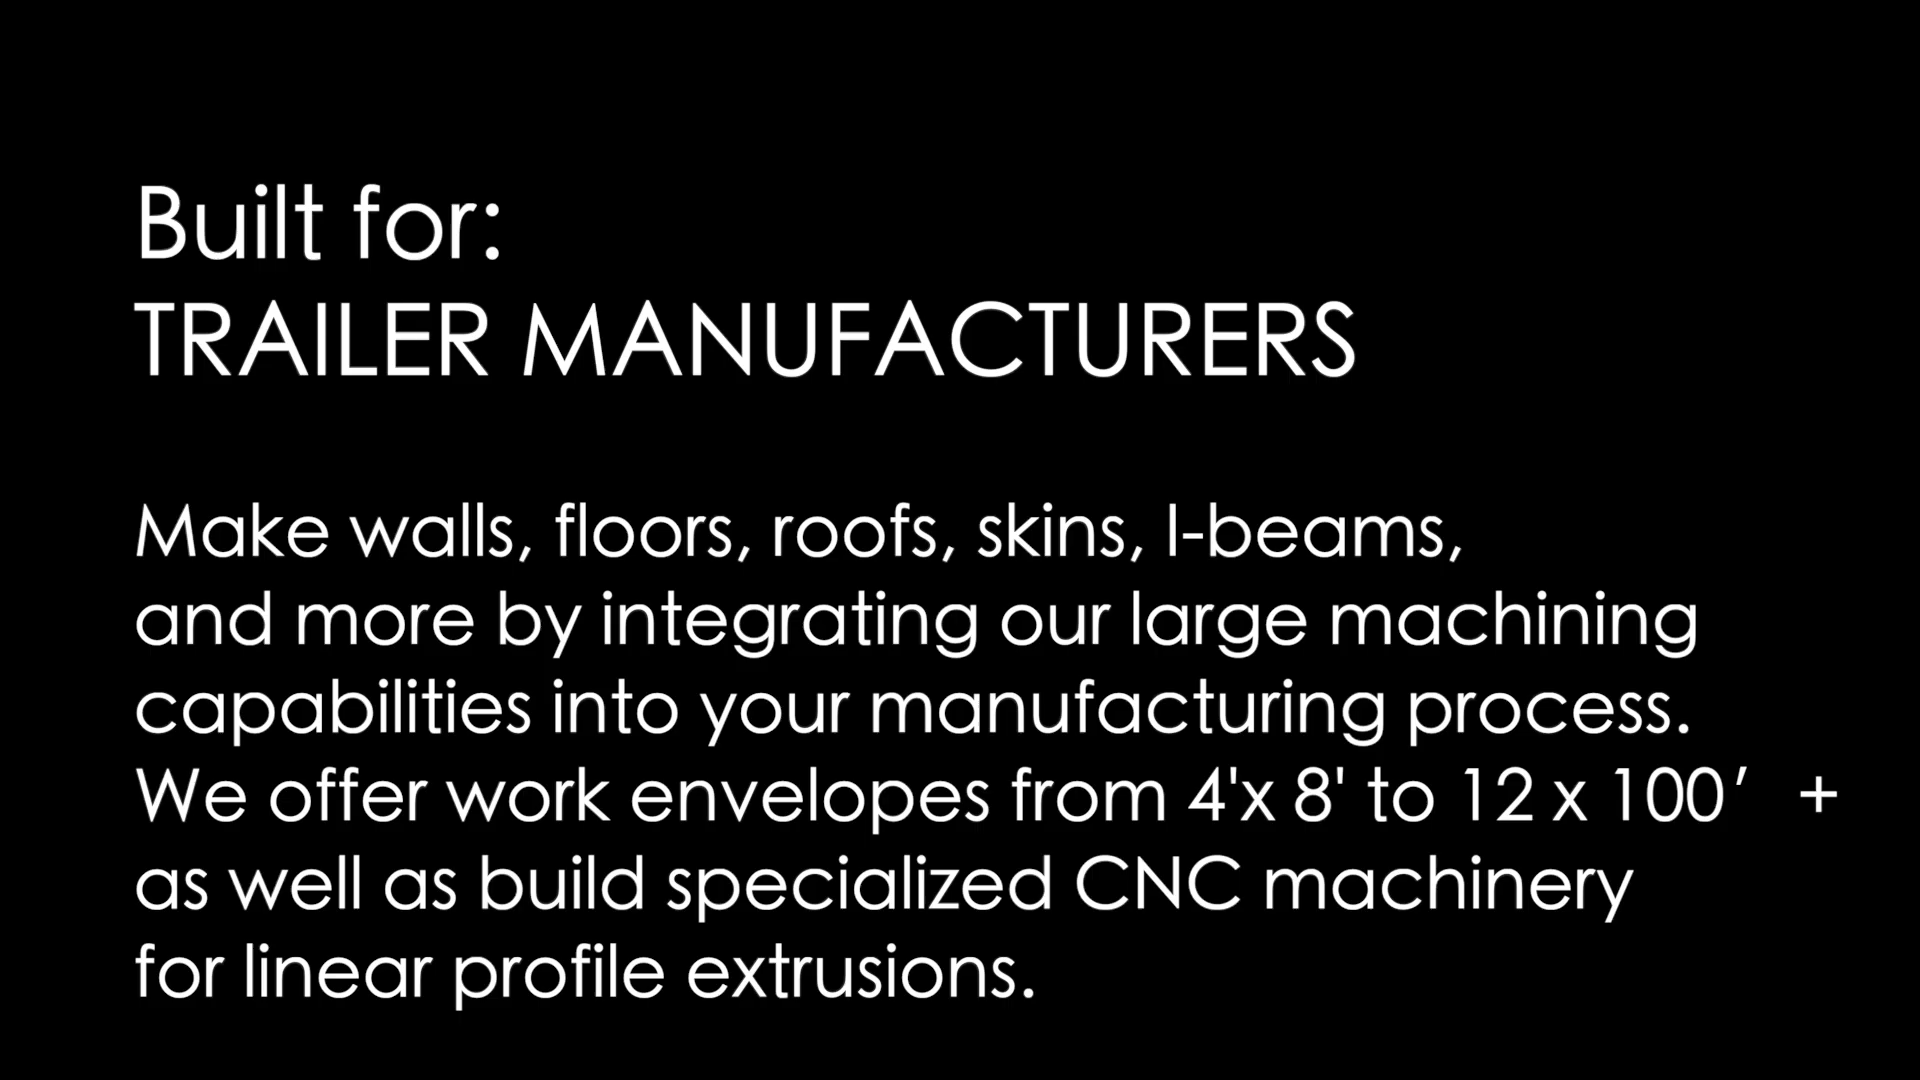 Built for:
TRAILER MANUFACTURERS
Make walls, floors, roofs, skins, I-beams,
and more by integrating our large machining
capabilities into your manufacturing process.
We offer work envelopes from 4'x 8' to 12 x 100’ +
as well as build specialized CNC machinery
for linear profile extrusions.